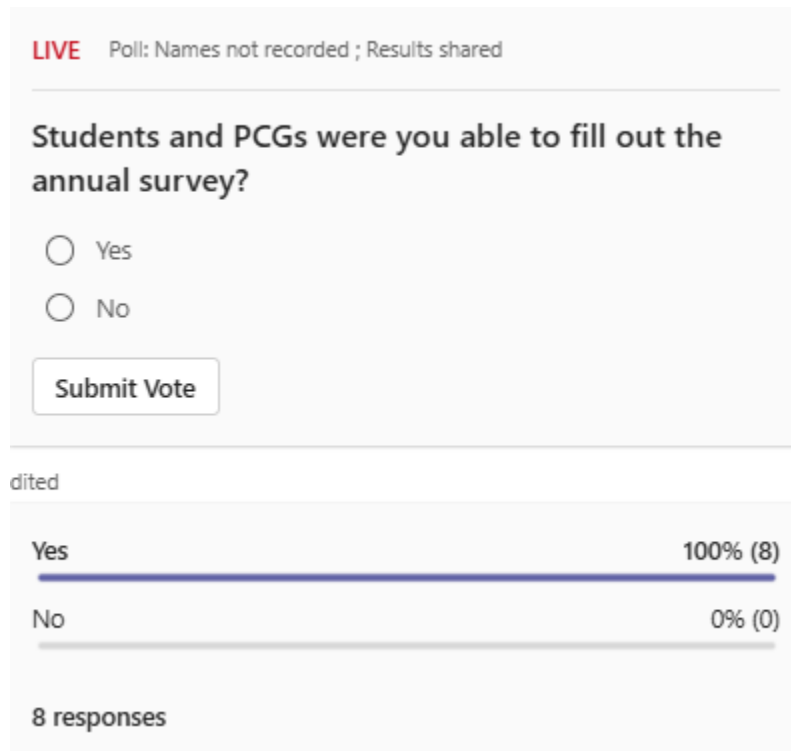 LIVE Poll: Names not recorded ; Results shared
Students and PCGs were you able to fill out the
annual survey?
Yes
No
Submit Vote
dited
Yes 100% (8)
No 0% (0)
8 responses